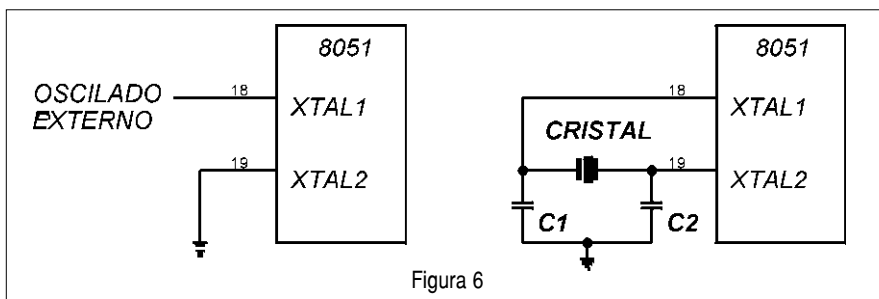 8051
OSCILADO
EXTERNO
18
XTAL1
19
XTAL2
8051
18
XTAL1
CRISTAL
19
XTAL2
C1
C2
Figura 6